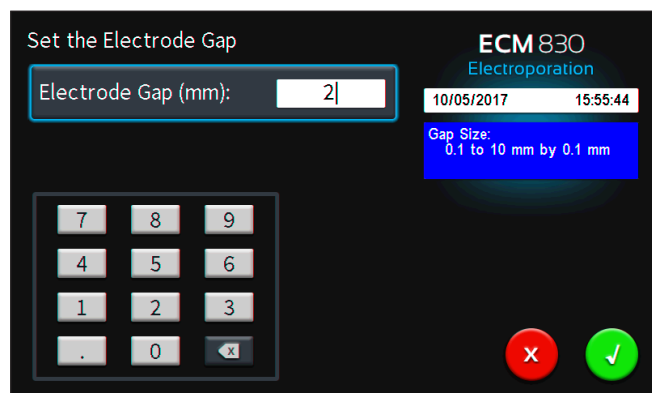 Set the Electrode Gap
Electrode Gap (mm): 2
ECM 830
Electroporation
10/05/2017 15:55:44
Gap Size:
0.1 to 10 mm by 0.1 mm
7 8 9
4 5 6
1 2 3
. 0 x
x √